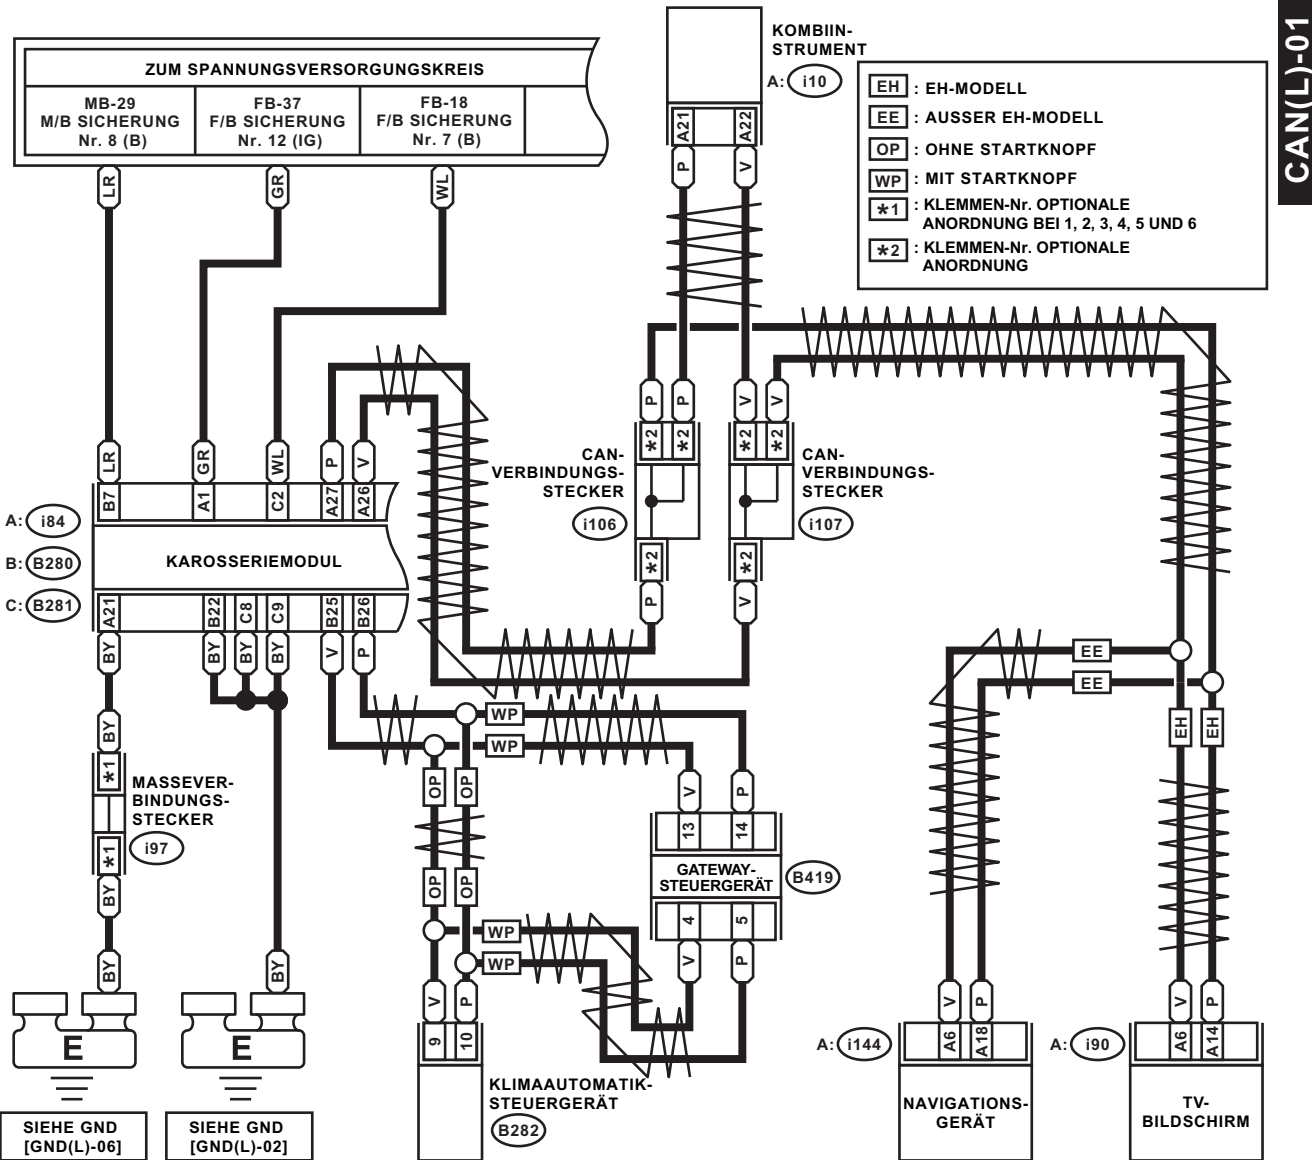 CAN(L)-01
KOMBIIN-
STRUMENT
A: i10
A21
A22
P
V
ZUM SPANNUNGSVERSORGUNGSKREIS
MB-29
M/B SICHERUNG
Nr. 8 (B)
FB-37
F/B SICHERUNG
Nr. 12 (IG)
FB-18
F/B SICHERUNG
Nr. 7 (B)
LR
GR
WL
EH : EH-MODELL
EE : AUSSER EH-MODELL
OP : OHNE STARTKNOPF
WP : MIT STARTKNOPF
*1 : KLEMMEN-Nr. OPTIONALE
ANORDNUNG BEI 1, 2, 3, 4, 5 UND 6
*2 : KLEMMEN-Nr. OPTIONALE
ANORDNUNG
P
P
V
V
*2
*2
*2
*2
CAN-
VERBINDUNGS-
STECKER
i106
CAN-
VERBINDUNGS-
STECKER
i107
*2
*2
P
V
LR
GR
WL
P
V
B7
A1
C2
A27
A26
A: i84
B: B280
C: B281
KAROSSERIEMODUL
A21
B22
C8
C9
B25
B26
BY
BY
BY
BY
V
P
EE
EE
EH
EH
WP
WP
BY
*1
MASSEVER-
BINDUNGS-
STECKER
i97
*1
BY
OP
OP
V
P
13
14
GATEWAY-
STEUERGERÄT
B419
4
5
V
P
OP
OP
WP
WP
BY
BY
V
P
V
P
V
P
E
E
9
10
A: i144
A6
A18
A: i90
A6
A14
KLIMAAUTOMATIK-
STEUERGERÄT
B282
NAVIGATIONS-
GERÄT
TV-
BILDSCHIRM
SIEHE GND
[GND(L)-06]
SIEHE GND
[GND(L)-02]